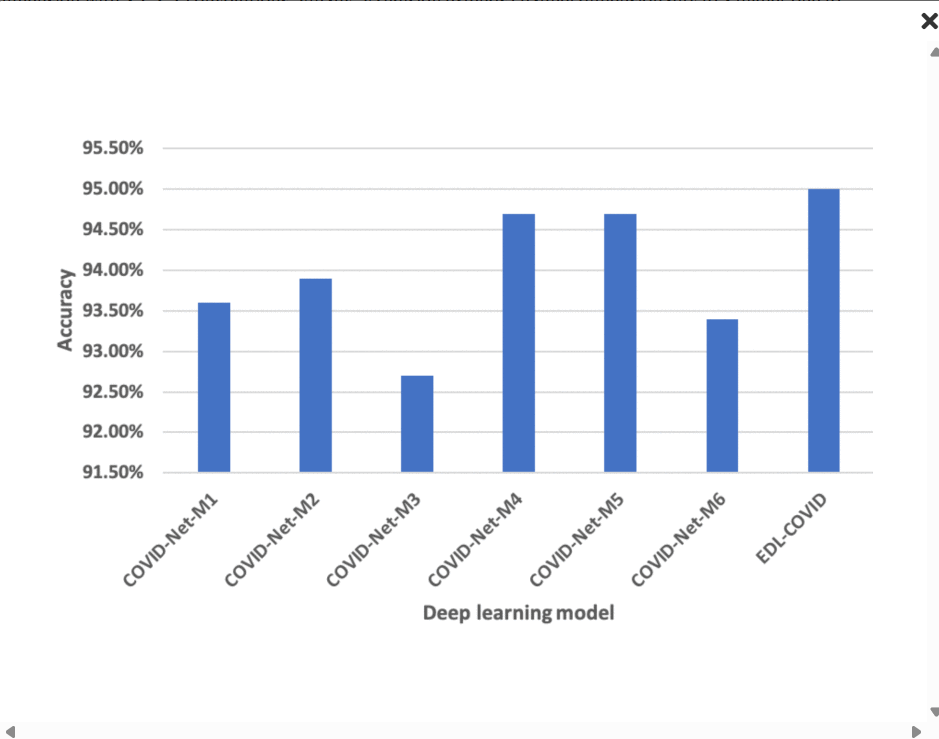 95.50%
95.00%
94.50%
94.00%
93.50%
93.00%
92.50%
92.00%
91.50%
Accuracy
COVID-Net-M1
COVID-Net-M2
COVID-Net-M3
COVID-Net-M4
COVID-Net-M5
COVID-Net-M6
EDL-COVID
Deep learning model